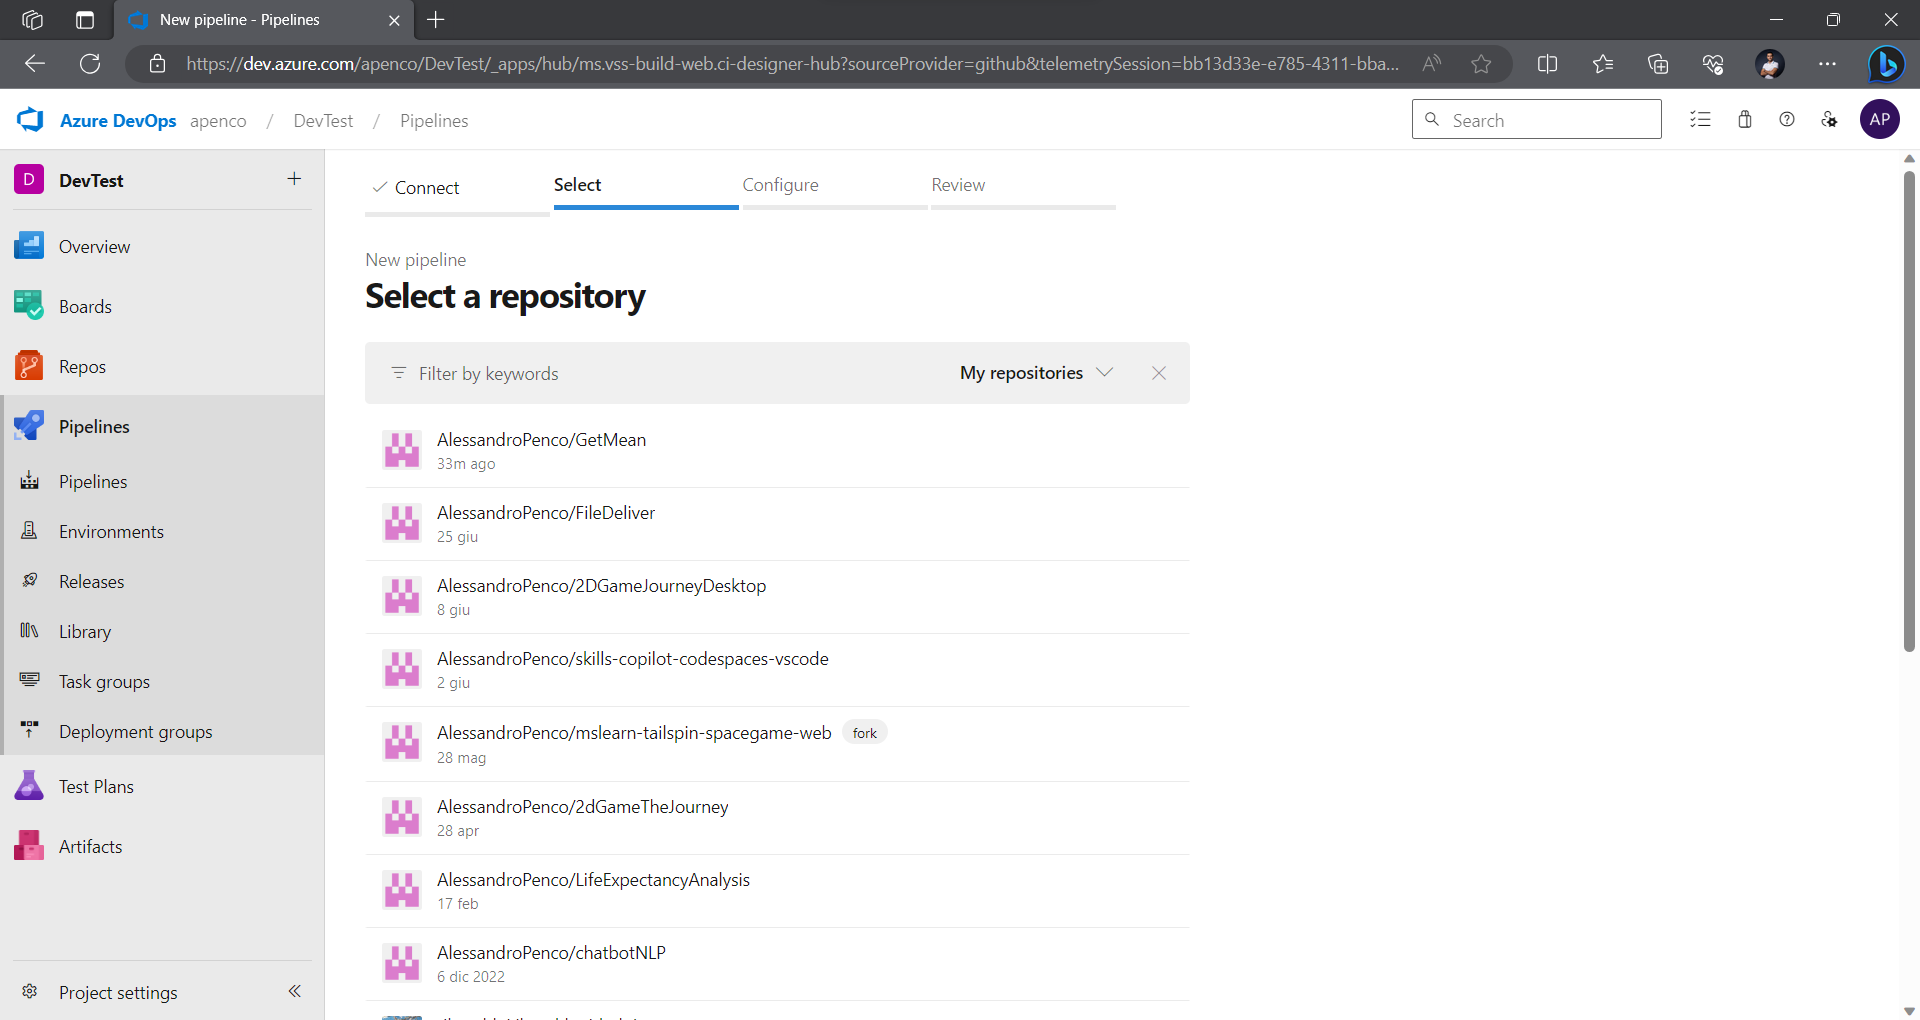 New pipeline - Pipelines
https://dev.azure.com/apenco/DevTest/_apps/hub/ms.vss-build-web.ci-designer-hub?sourceProvider=github&telemetrySession=bb13d33e-e785-4311-bba...
Azure DevOps apenco / DevTest / Pipelines
Search
AP
D DevTest
Overview
Boards
Repos
Pipelines
Pipelines
Environments
Releases
Library
Task groups
Deployment groups
Test Plans
Artifacts
Project settings
Connect
Select
Configure
Review
New pipeline
Select a repository
Filter by keywords
My repositories
AlessandroPenco/GetMean
33m ago
AlessandroPenco/FileDeliver
25 giu
AlessandroPenco/2DGameJourneyDesktop
8 giu
AlessandroPenco/skills-copilot-codespaces-vscode
2 giu
AlessandroPenco/mslearn-tailspin-spacegame-web fork
28 mag
AlessandroPenco/2dGameTheJourney
28 apr
AlessandroPenco/LifeExpectancyAnalysis
17 feb
AlessandroPenco/chatbotNLP
6 dic 2022